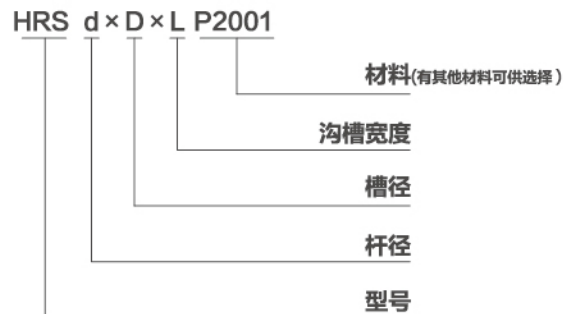 HRS d×D×L P2001
材料(有其他材料可供选择)
沟槽宽度
槽径
杆径
型号